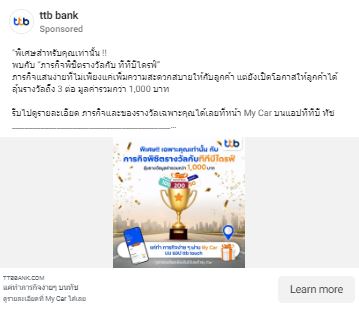 ttb bank
Sponsored
"พิเศษสำหรับคุณเท่านั้น !!
พบกับ "ภารกิจพิชิตรางวัลกับ ทีทีบีไดรฟ์"
ภารกิจแสนง่ายที่ไม่เพียงแค่เพิ่มความสะดวกสบายให้กับลูกค้า แต่ยังเปิดโอกาสให้ลูกค้าได้
ลุ้นรางวัลถึง 3 ต่อ มูลค่ารวมกว่า 1,000 บาท
รีบไปดูรายละเอียด ภารกิจและของรางวัลเฉพาะคุณได้เลยที่หน้า My Car บนแอปทีทีบี ทัช
ttb
พิเศษ!! เฉพาะคุณเท่านั้น กับ
ภารกิจพิชิตรางวัลกับทีทีบีไดรฟ์
ลุ้นรางวัลมูลค่ารวมกว่า 1,000 บาท
200
แค่ทำ ภารกิจง่าย ๆ ผ่าน My Car
บน แอป ttb touch
TTBBANK.COM
แค่ทำภารกิจง่ายๆ บนทัช
ดูรายละเอียดที่ My Car ได้เลย
Learn more